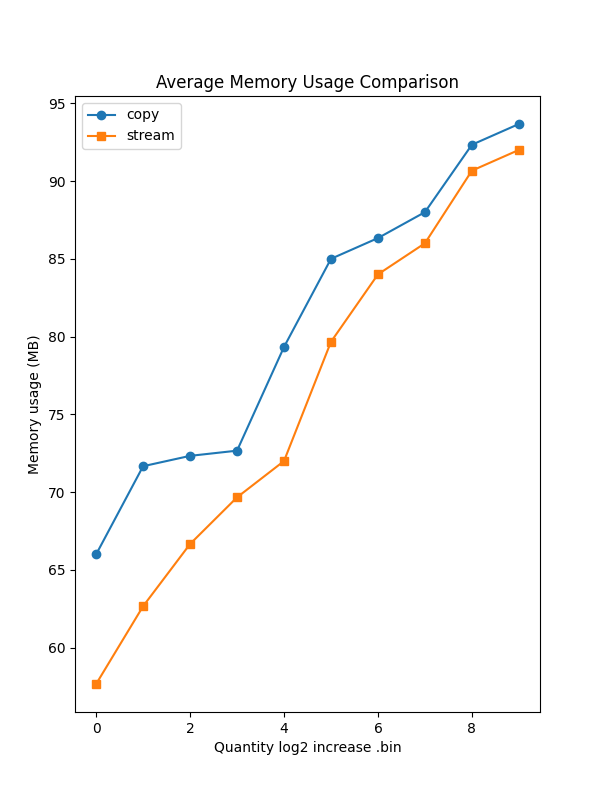 Average Memory Usage Comparison
copy
stream
95
90
85
80
75
70
65
60
Memory usage (MB)
0 2 4 6 8
Quantity log2 increase .bin